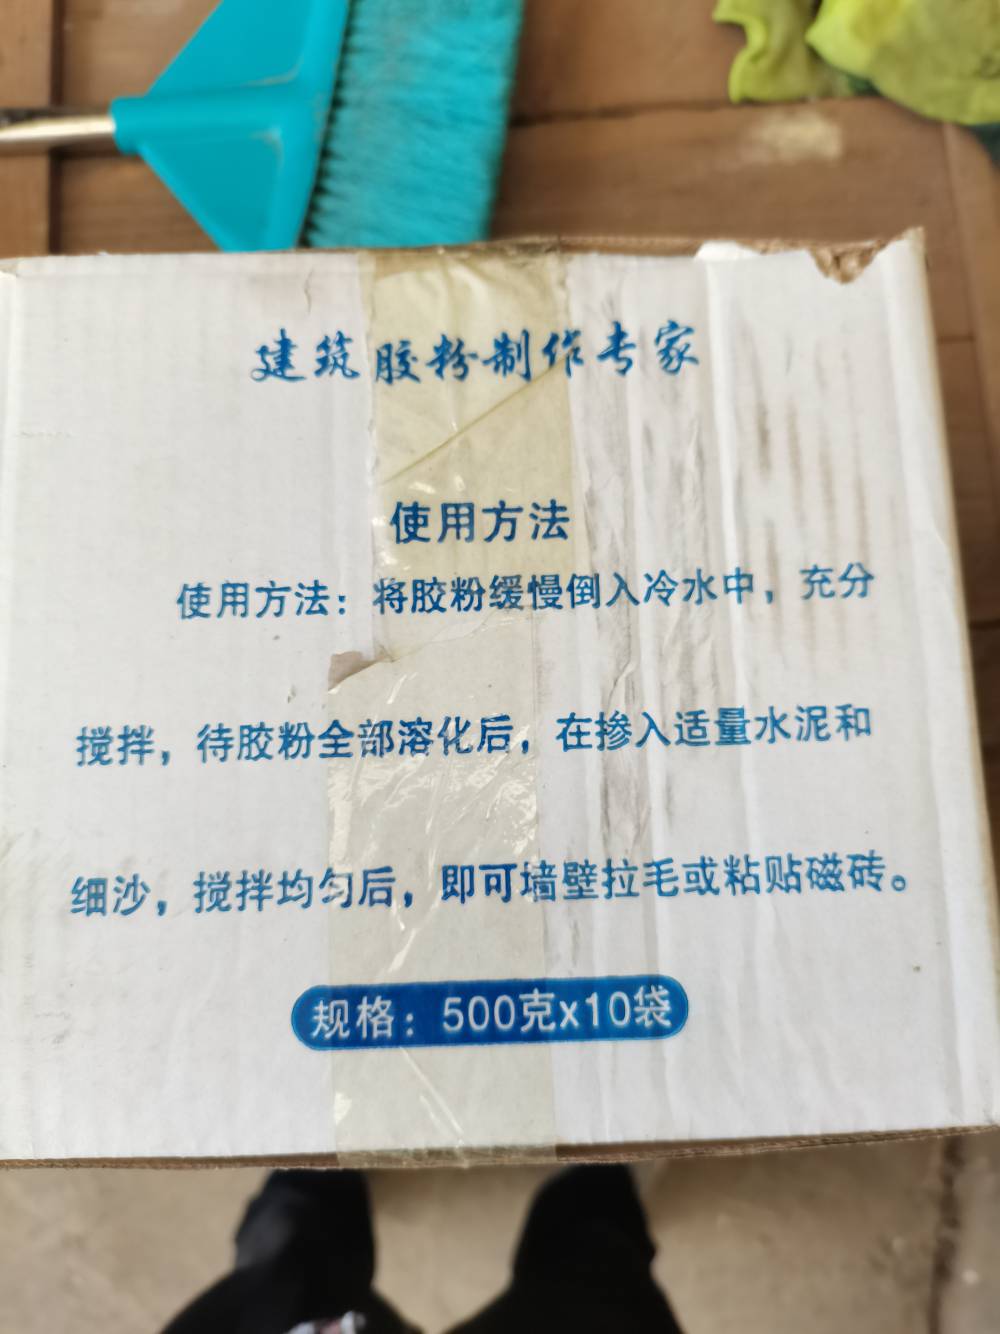 建筑胶粉制作专家
使用方法
使用方法：将胶粉缓慢倒入冷水中，充分
搅拌，待胶粉全部溶化后，在掺入适量水泥和
细沙，搅拌均匀后，即可墙壁拉毛或粘贴磁砖。
规格：500克x10袋